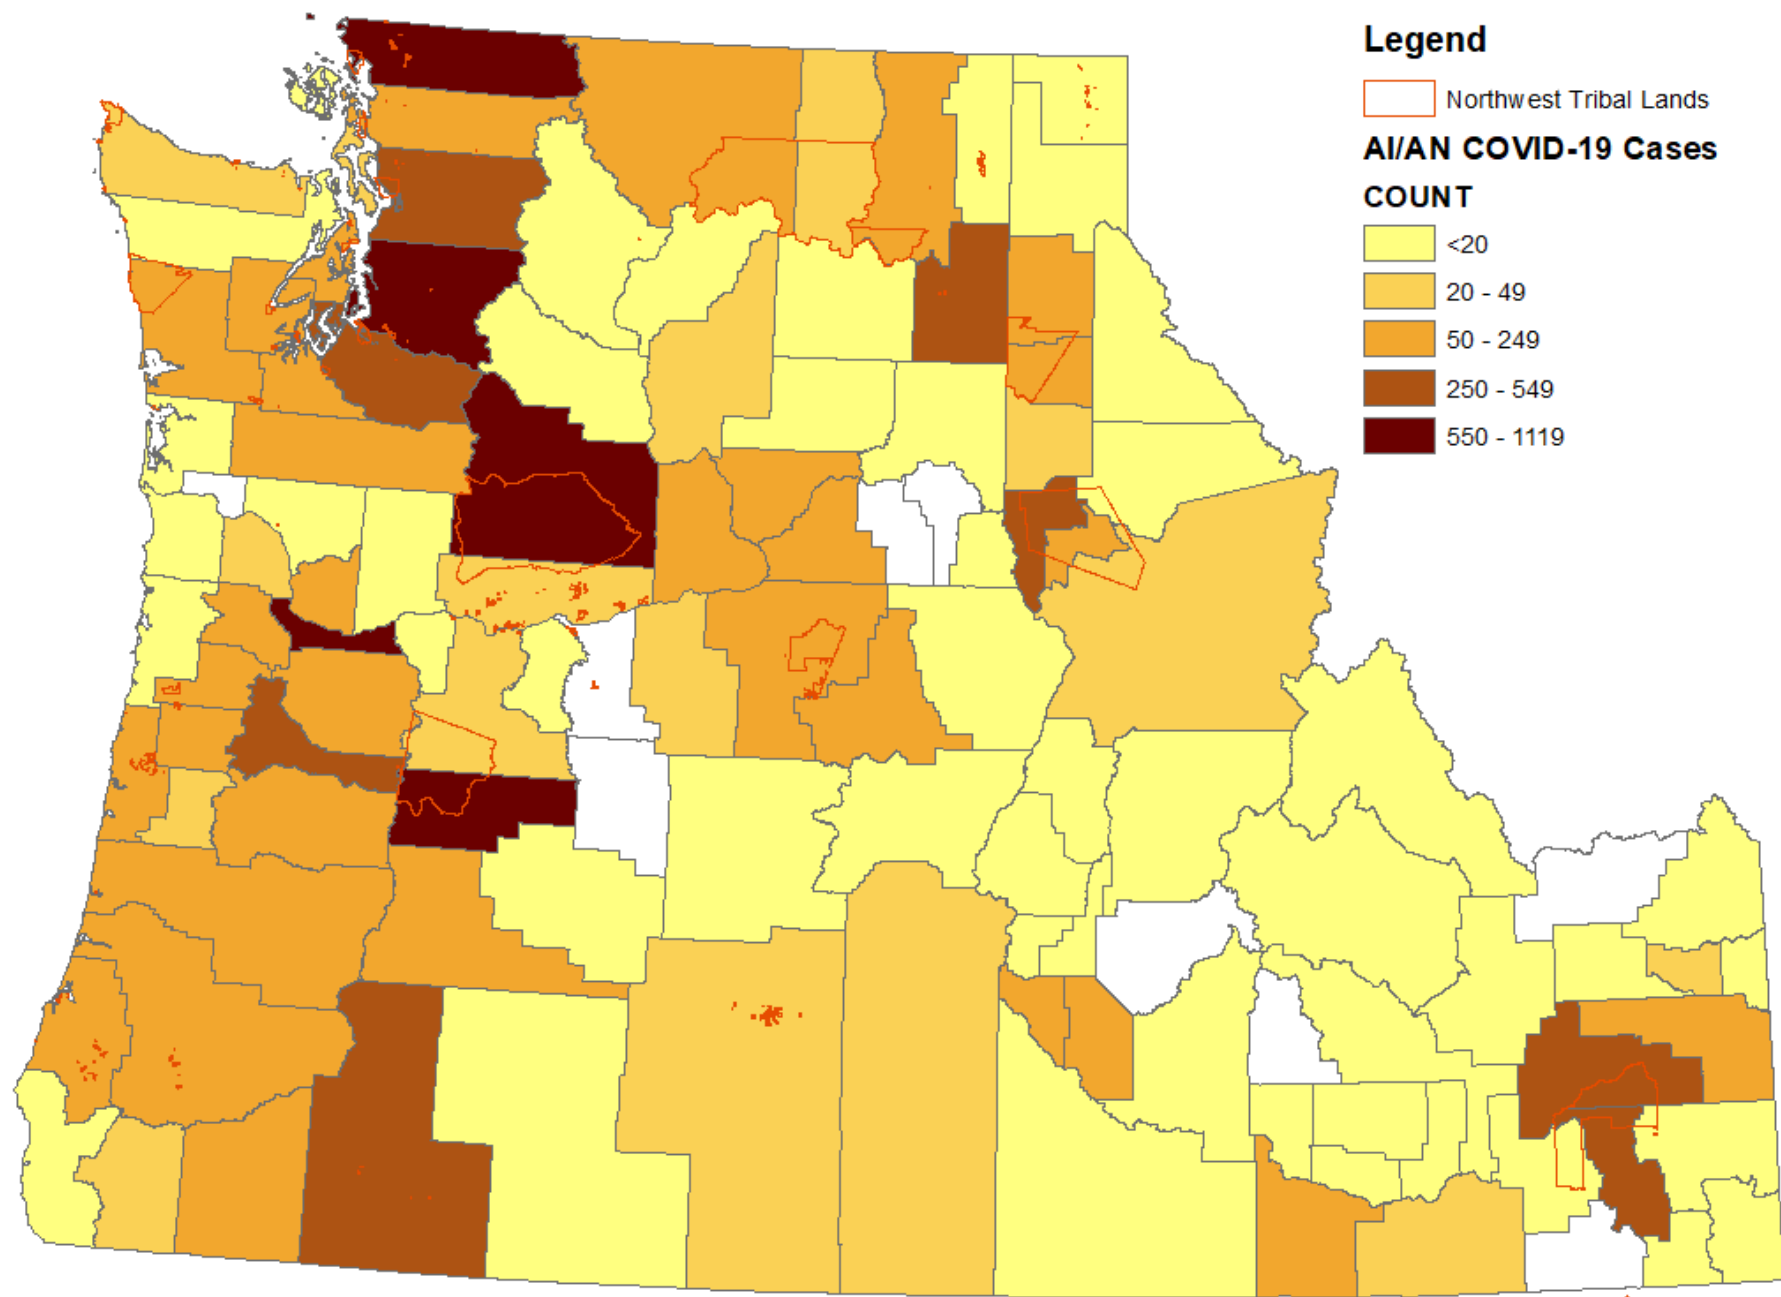 Legend
Northwest Tribal Lands
AI/AN COVID-19 Cases
COUNT
<20
20 - 49
50 - 249
250 - 549
550 - 1119